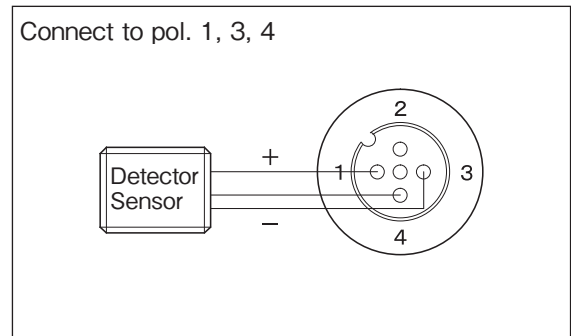 Connect to pol. 1, 3, 4
2
+
1
3
Detector
Sensor
−
4